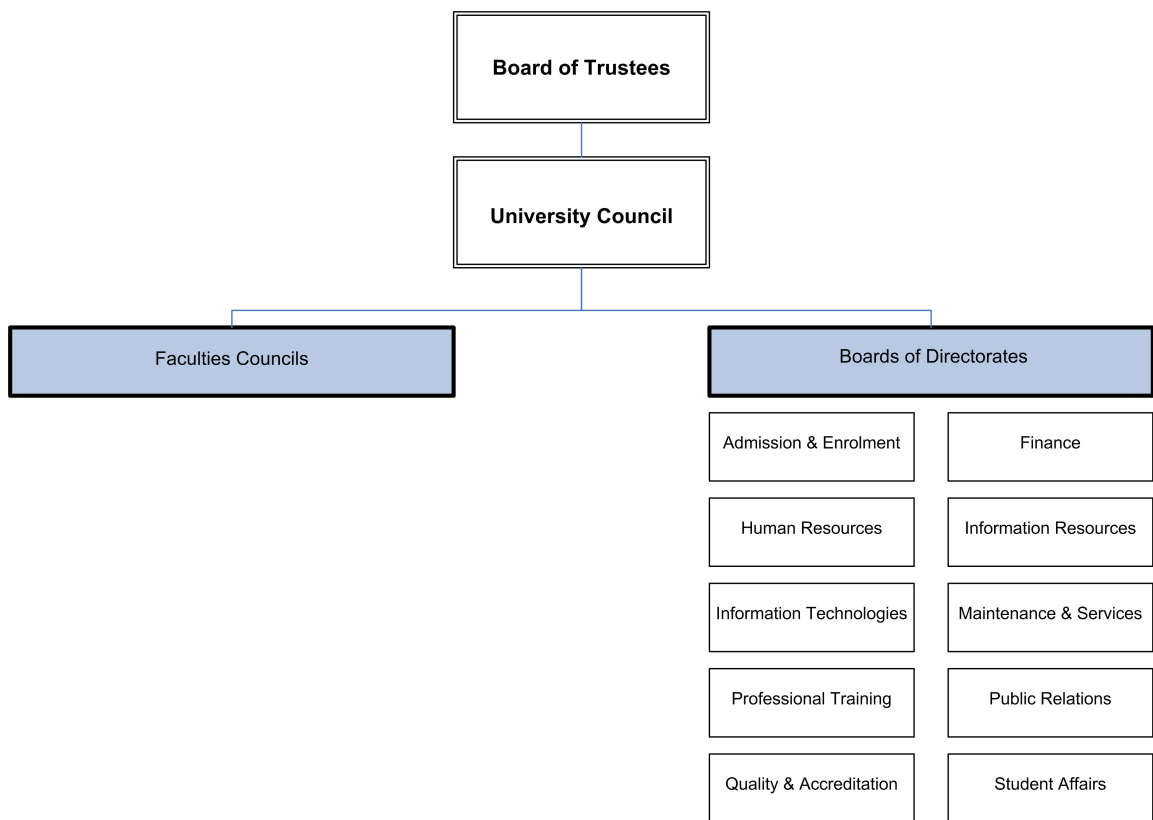 Board of Trustees
University Council
Faculties Councils
Boards of Directorates
Admission & Enrolment
Finance
Human Resources
Information Resources
Information Technologies
Maintenance & Services
Professional Training
Public Relations
Quality & Accreditation
Student Affairs